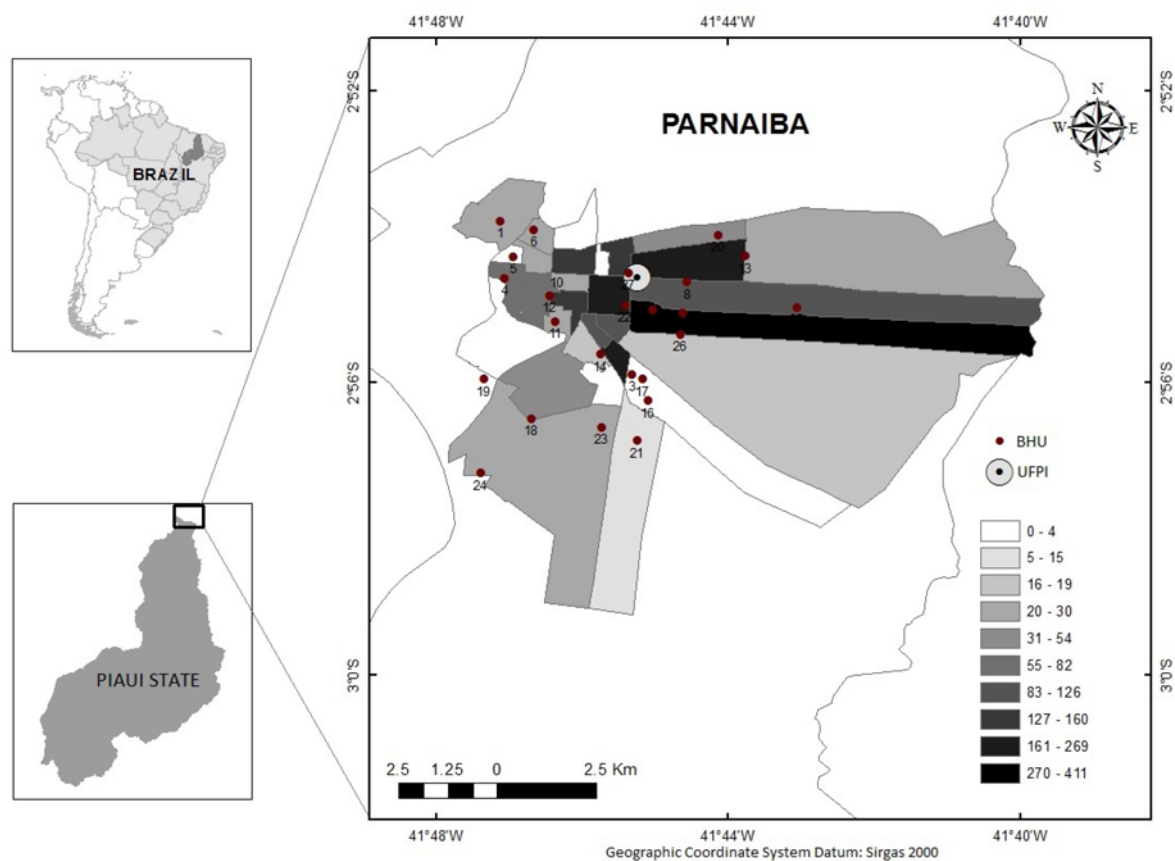 41°48'W
41°44'W
41°40'W
2°52'S
2°52'S
PARNAIBA
N
W
E
S
BRAZIL
1
6
5
4
10
12
11
20
13
27
8
22
26
14
3
17
16
19
18
23
21
24
2°56'S
2°56'S
BHU
UFPI
0 - 4
5 - 15
16 - 19
20 - 30
31 - 54
55 - 82
83 - 126
127 - 160
161 - 269
270 - 411
PIAUI STATE
3°0'S
3°0'S
2.5 1.25 0 2.5 Km
41°48'W
41°44'W
41°40'W
Geographic Coordinate System Datum: Sirgas 2000